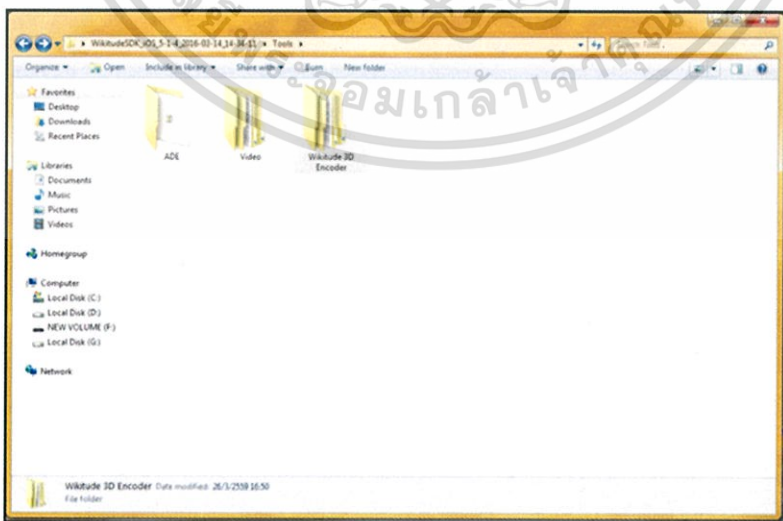 WikitudeSDK_iOS_5-1-4_2016-03-14_14-34-11 ▸ Tools ▸
Organize Open Include in library Share with Burn New folder
Favorites
Desktop
Downloads
Recent Places
Libraries
Documents
Music
Pictures
Videos
Homegroup
Computer
Local Disk (C:)
Local Disk (D:)
NEW VOLUME (F:)
Local Disk (G:)
Network
ADE
Video
Wikitude 3D
Encoder
Wikitude 3D Encoder Date modified: 26/3/2559 16:50
File folder